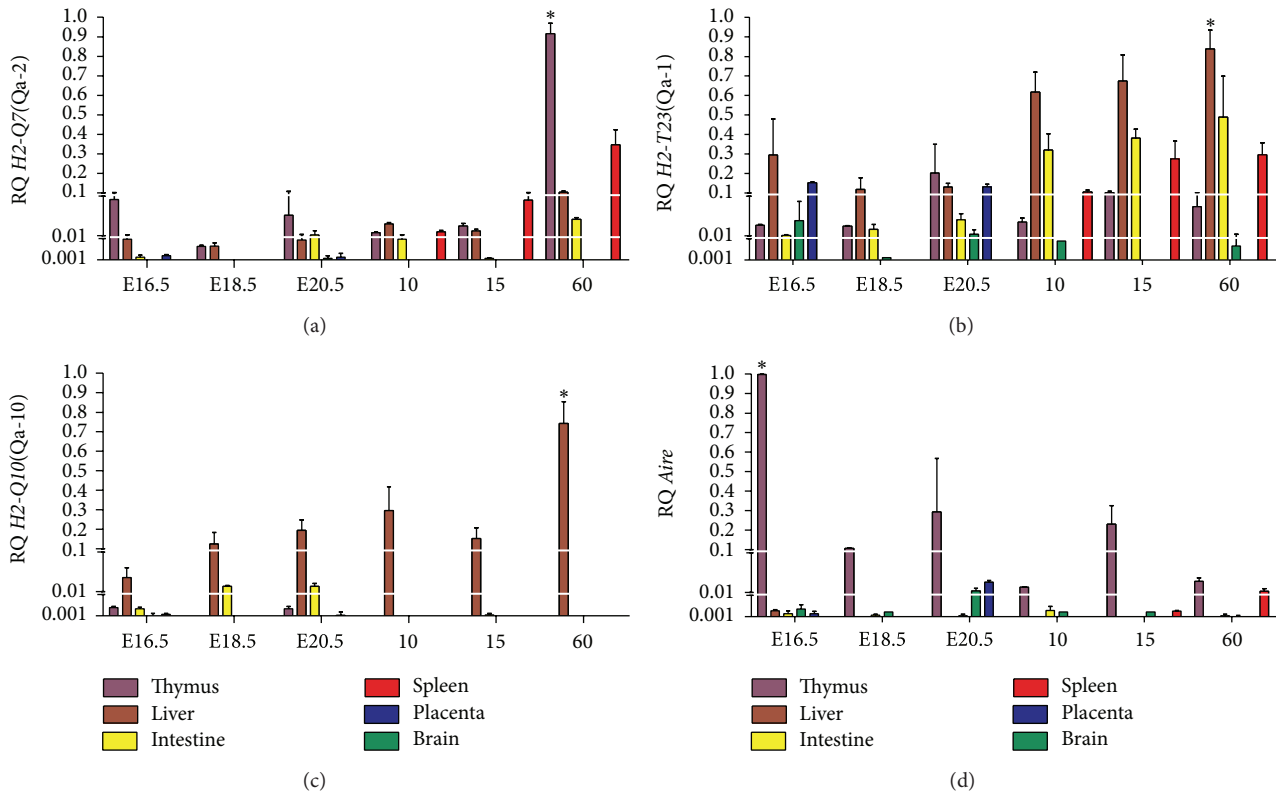 1.0
0.9
0.8
0.7
0.6
0.5
0.4
0.3
0.2
0.1
0.01
0.001
RQ H2-Q7(Qa-2)
*
E16.5 E18.5 E20.5 10 15 60
(a)
1.0
0.9
0.8
0.7
0.6
0.5
0.4
0.3
0.2
0.1
0.01
0.001
RQ H2-T23(Qa-1)
*
E16.5 E18.5 E20.5 10 15 60
(b)
1.0
0.9
0.8
0.7
0.6
0.5
0.4
0.3
0.2
0.1
0.01
0.001
RQ H2-Q10(Qa-10)
*
E16.5 E18.5 E20.5 10 15 60
Thymus Spleen
Liver Placenta
Intestine Brain
(c)
1.0
0.9
0.8
0.7
0.6
0.5
0.4
0.3
0.2
0.1
0.01
0.001
RQ Aire
*
E16.5 E18.5 E20.5 10 15 60
Thymus Spleen
Liver Placenta
Intestine Brain
(d)